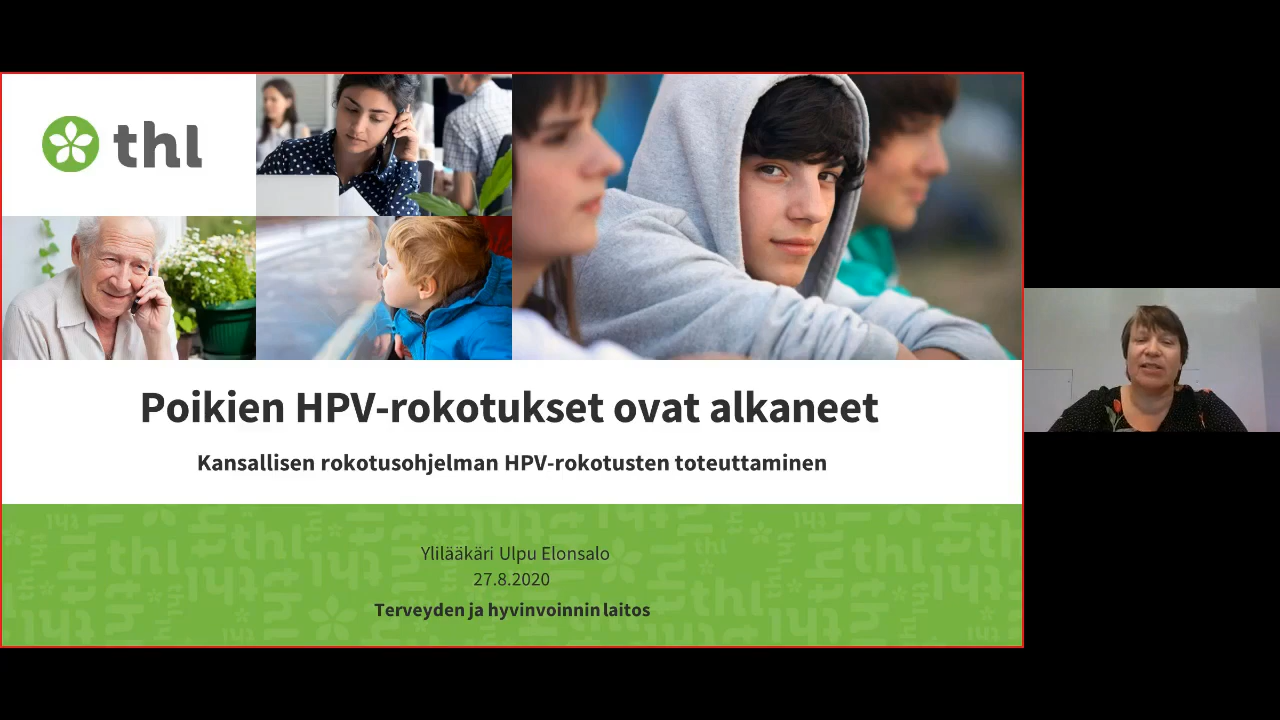 thl
Poikien HPV-rokotukset ovat alkaneet
Kansallisen rokotusohjelman HPV-rokotusten toteuttaminen
Ylilääkäri Ulpu Elonsalo
27.8.2020
Terveyden ja hyvinvoinnin laitos